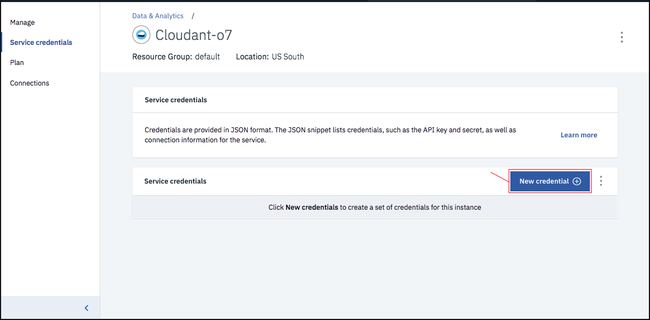 Manage
Service credentials
Plan
Connections
Data & Analytics /
Cloudant-o7
Resource Group: default Location: US South
Service credentials
Credentials are provided in JSON format. The JSON snippet lists credentials, such as the API key and secret, as well as
connection information for the service.
Learn more
Service credentials
New credential
Click New credentials to create a set of credentials for this instance